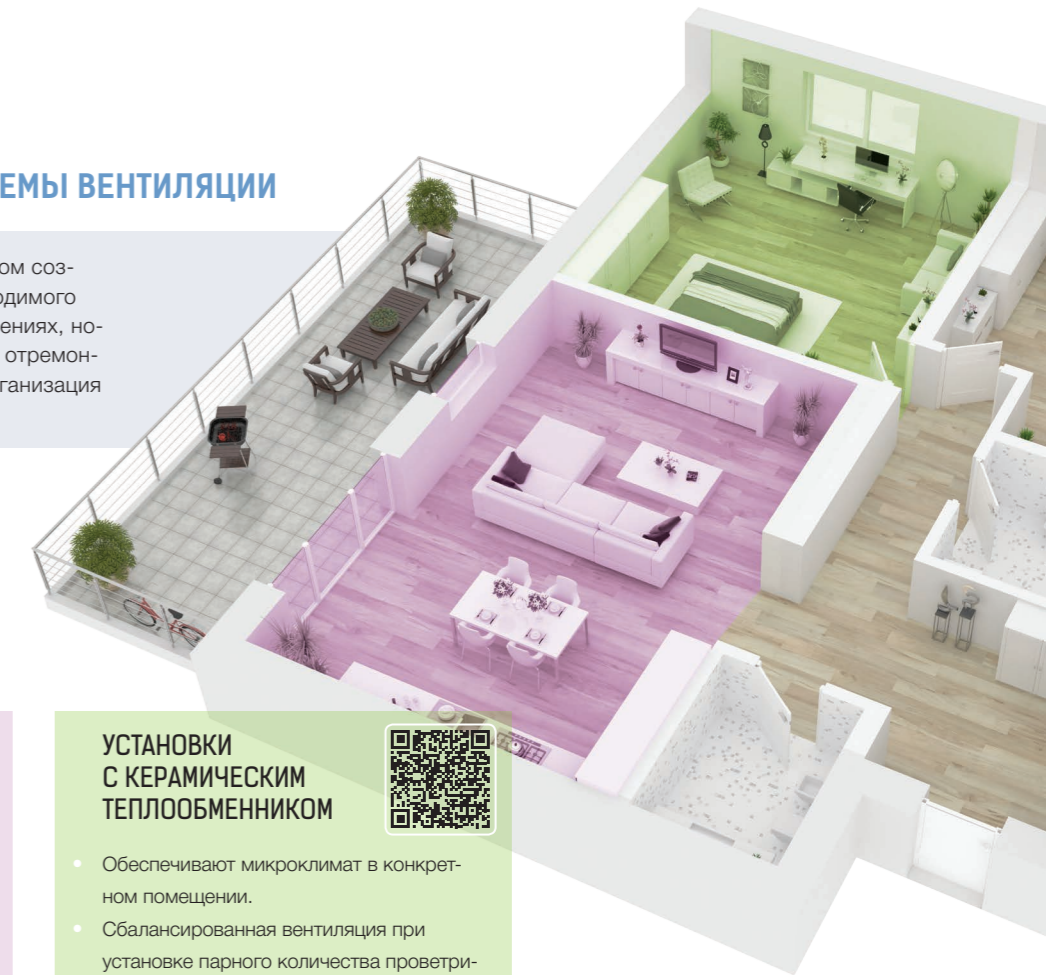 ЕМЫ ВЕНТИЛЯЦИИ
ом соз-
одимого
ениях, но-
отремон-
ганизация
УСТАНОВКИ
С КЕРАМИЧЕСКИМ
ТЕПЛООБМЕННИКОМ
• Обеспечивают микроклимат в конкрет-
ном помещении.
• Сбалансированная вентиляция при
установке парного количества проветри-